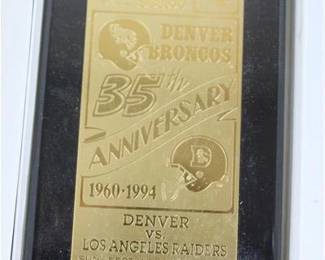 DENVER
BRONCOS
35th
ANNIVERSARY
1960-1994
DENVER
VS.
LOS ANGELES RAIDERS